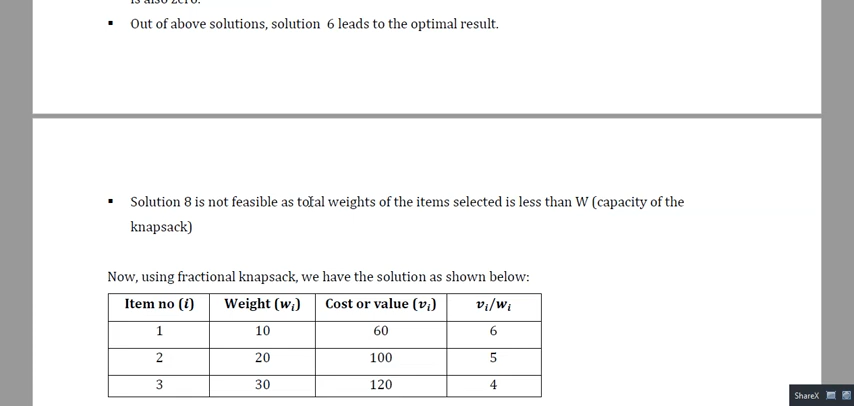 Out of above solutions, solution 6 leads to the optimal result.
Solution 8 is not feasible as total weights of the items selected is less than W (capacity of the
knapsack)
Now, using fractional knapsack, we have the solution as shown below:
Item no (i) Weight (wᵢ) Cost or value (vᵢ) vᵢ/wᵢ
1 10 60 6
2 20 100 5
3 30 120 4
ShareX